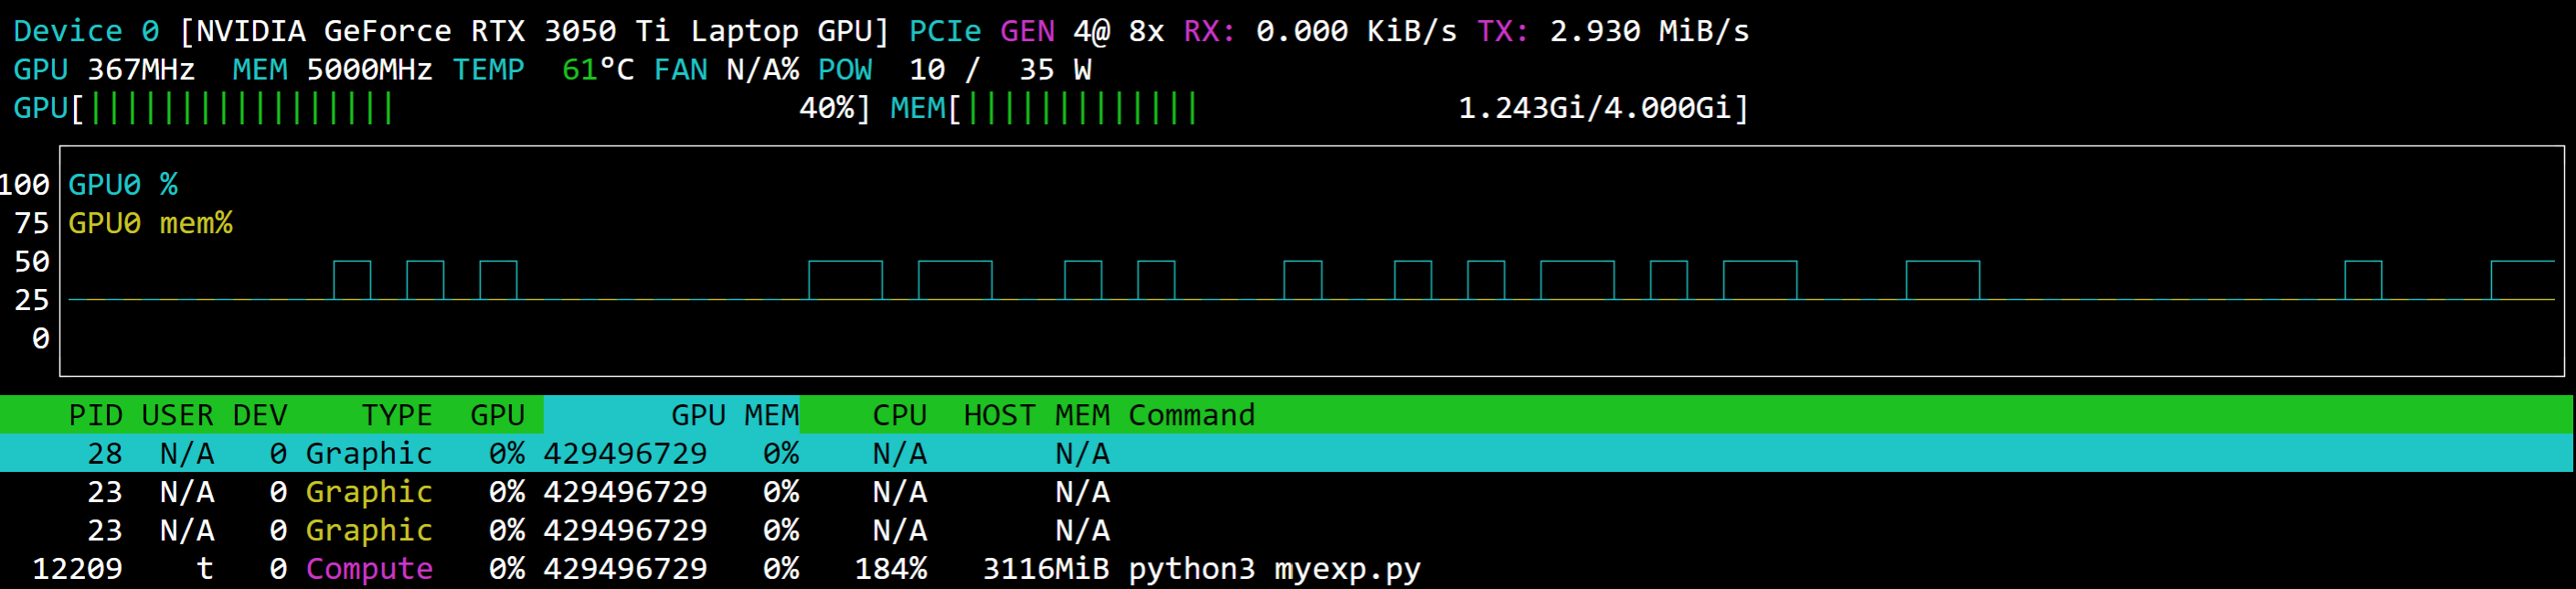 Device 0 [NVIDIA GeForce RTX 3050 Ti Laptop GPU] PCIe GEN 4@ 8x RX: 0.000 KiB/s TX: 2.930 MiB/s
GPU 367MHz MEM 5000MHz TEMP 61°C FAN N/A% POW 10 / 35 W
GPU[||||||||||||||||| 40%] MEM[||||||||||||| 1.243Gi/4.000Gi]
100 GPU0 %
75 GPU0 mem%
50
25
0
PID USER DEV TYPE GPU GPU MEM CPU HOST MEM Command
28 N/A 0 Graphic 0% 429496729 0% N/A N/A
23 N/A 0 Graphic 0% 429496729 0% N/A N/A
23 N/A 0 Graphic 0% 429496729 0% N/A N/A
12209 t 0 Compute 0% 429496729 0% 184% 3116MiB python3 myexp.py